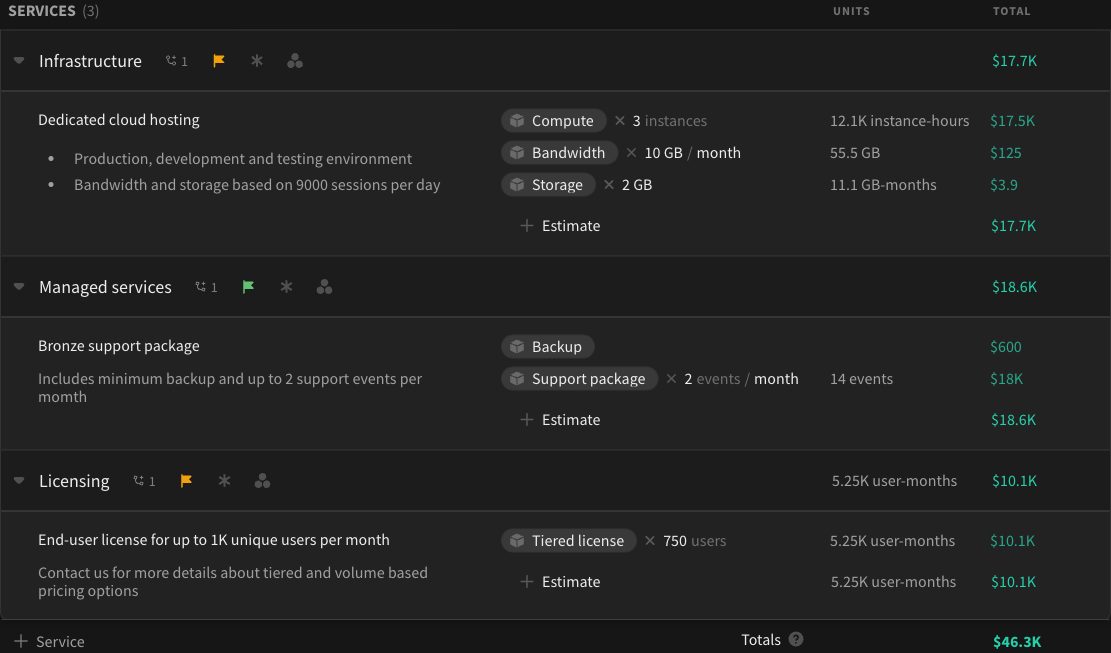 SERVICES (3) UNITS TOTAL
Infrastructure 1 $17.7K
Dedicated cloud hosting Compute × 3 instances 12.1K instance-hours $17.5K
• Production, development and testing environment Bandwidth × 10 GB / month 55.5 GB $125
• Bandwidth and storage based on 9000 sessions per day Storage × 2 GB 11.1 GB-months $3.9
+ Estimate $17.7K
Managed services 1 $18.6K
Bronze support package Backup $600
Includes minimum backup and up to 2 support events per Support package × 2 events / month 14 events $18K
momth
+ Estimate $18.6K
Licensing 1 5.25K user-months $10.1K
End-user license for up to 1K unique users per month Tiered license × 750 users 5.25K user-months $10.1K
Contact us for more details about tiered and volume based + Estimate 5.25K user-months $10.1K
pricing options
+ Service Totals ? $46.3K